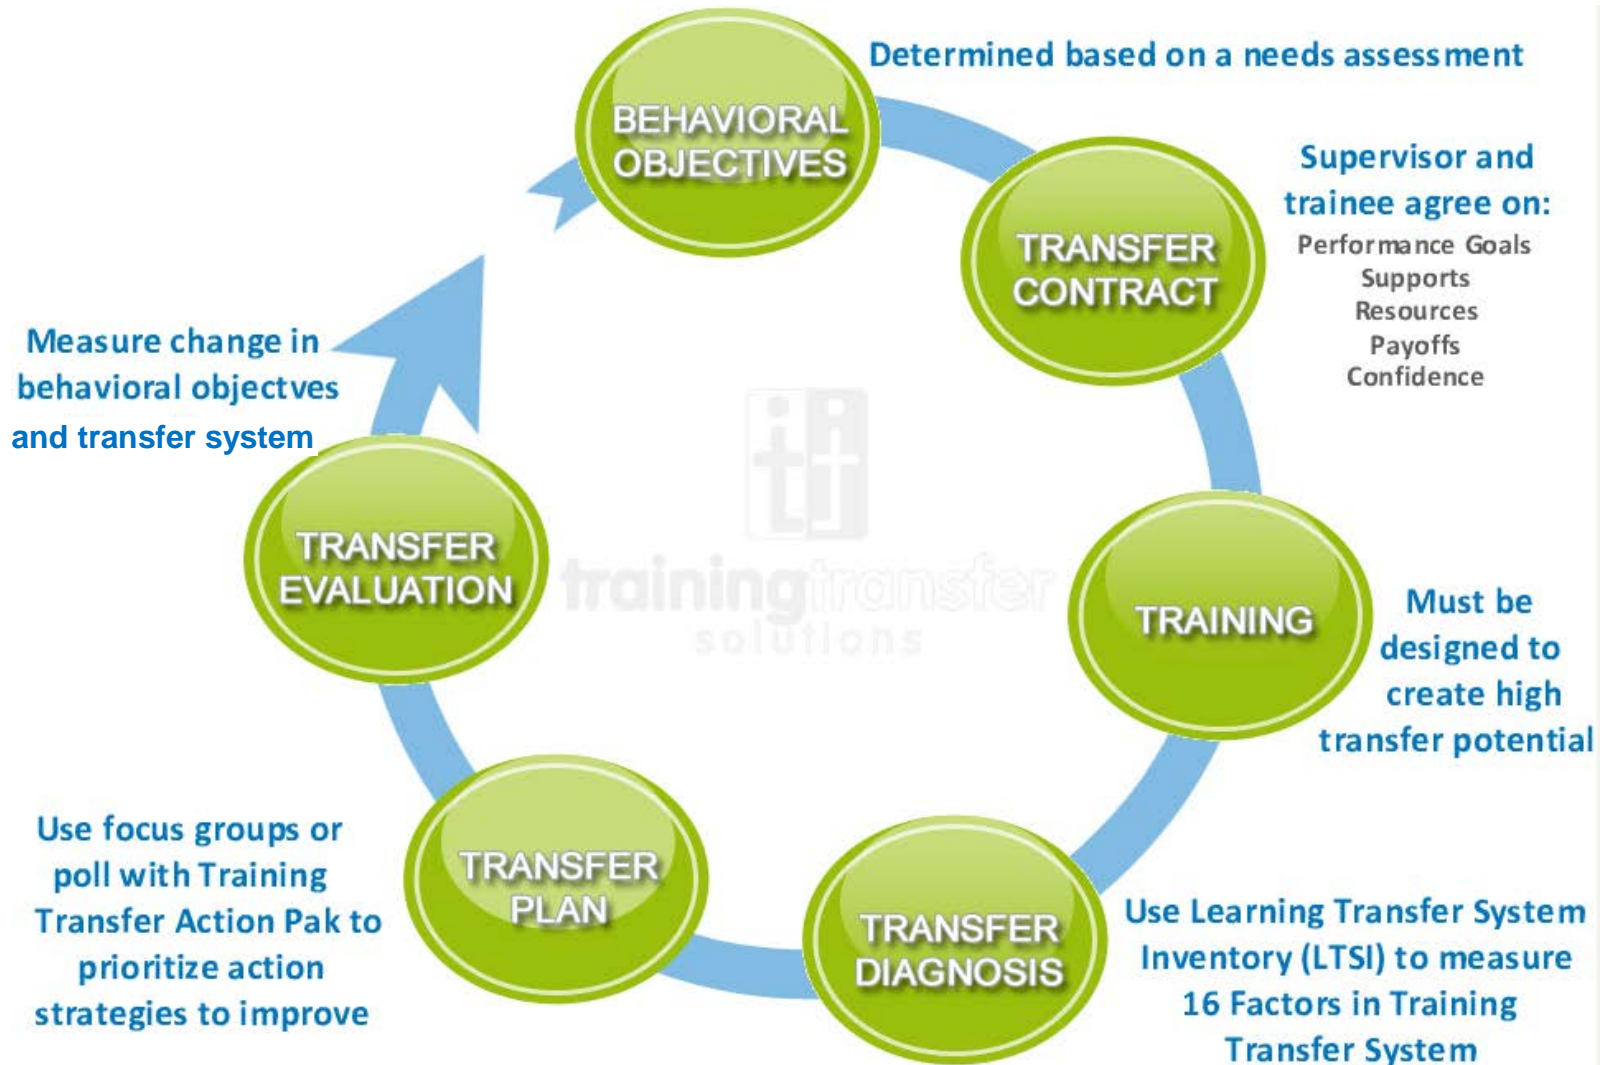 BEHAVIORAL
OBJECTIVES
Determined based on a needs assessment
TRANSFER
CONTRACT
Supervisor and
trainee agree on:
Performance Goals
Supports
Resources
Payoffs
Confidence
TRAINING
Must be
designed to
create high
transfer potential
TRANSFER
DIAGNOSIS
Use Learning Transfer System
Inventory (LTSI) to measure
16 Factors in Training
Transfer System
TRANSFER
PLAN
Use focus groups or
poll with Training
Transfer Action Pak to
prioritize action
strategies to improve
TRANSFER
EVALUATION
Measure change in
behavioral objectves
and transfer system
trainingtransfer
solutions